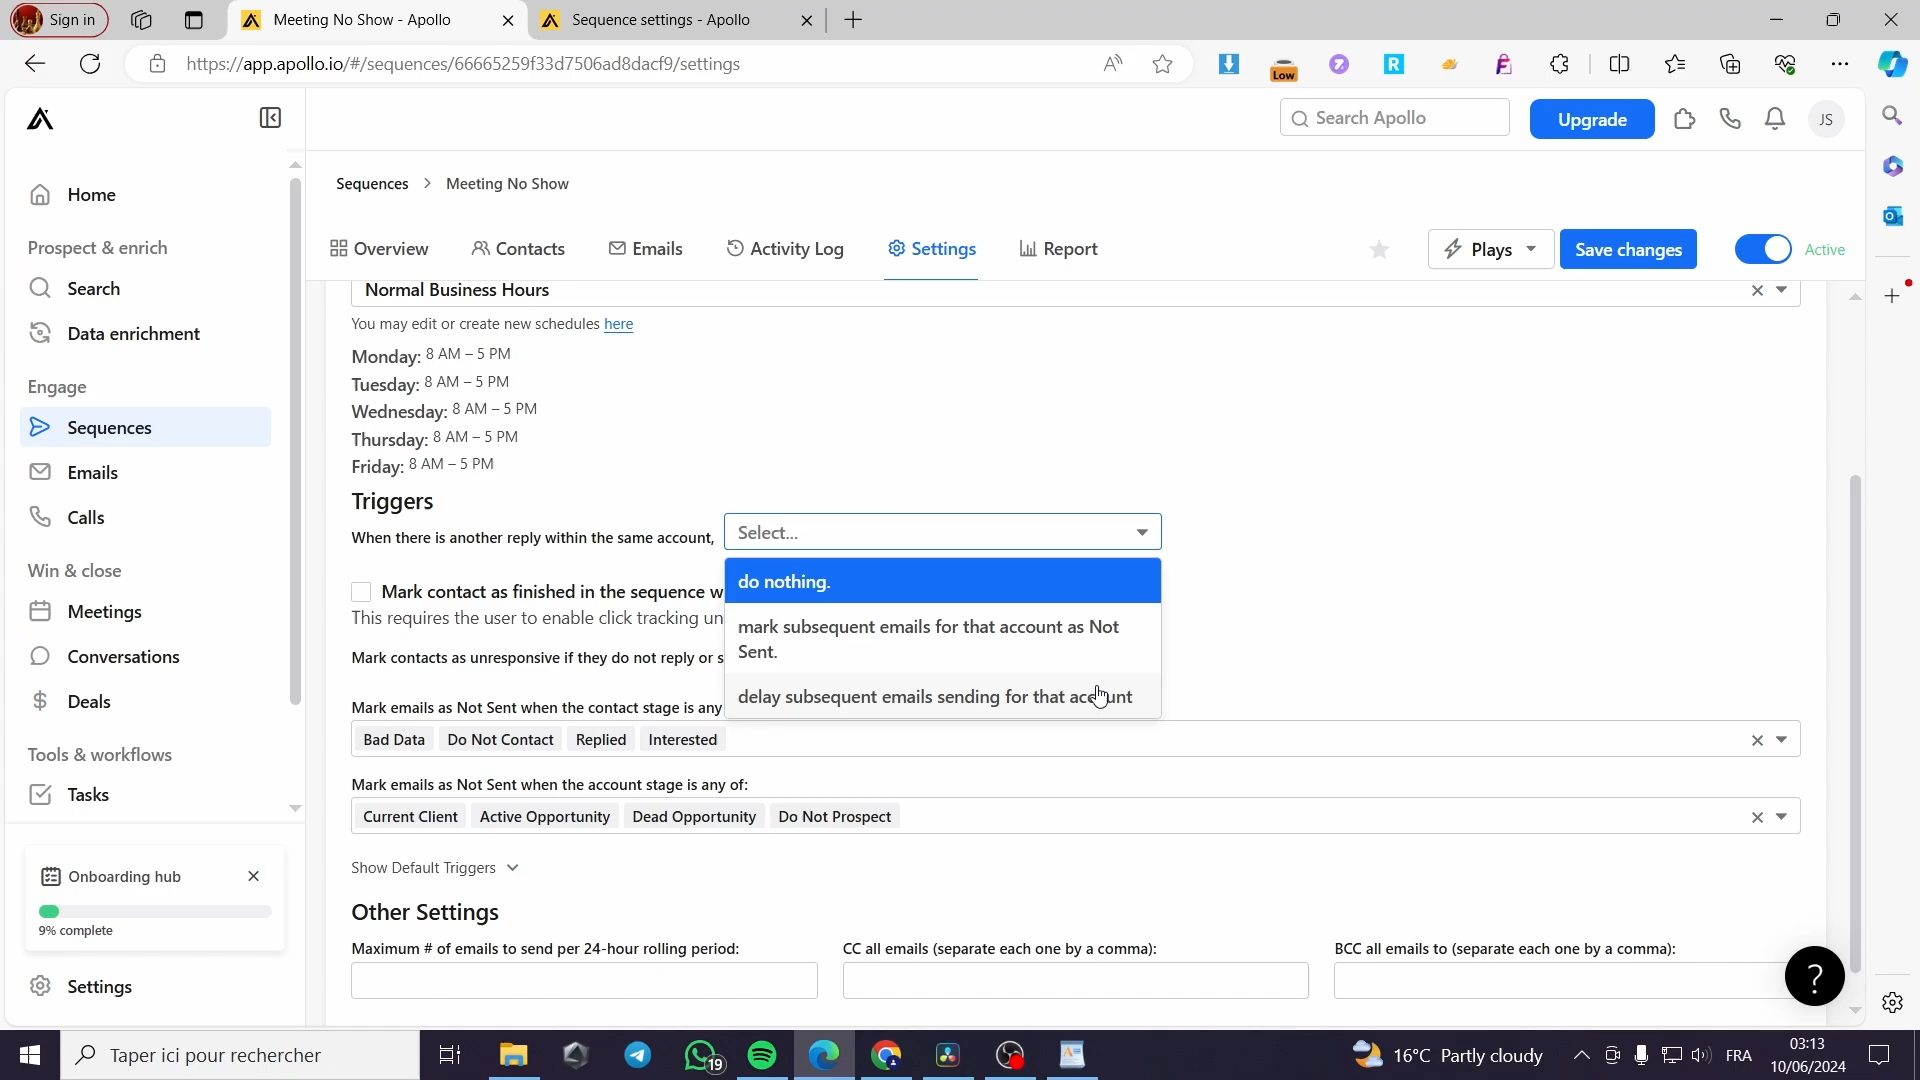 Sign in
Meeting No Show - Apollo
Sequence settings - Apollo
https://app.apollo.io/#/sequences/66665259f33d7506ad8dacf9/settings
Low
Search Apollo
Upgrade
JS
Home
Prospect & enrich
Search
Data enrichment
Engage
Sequences
Emails
Calls
Win & close
Meetings
Conversations
Deals
Tools & workflows
Tasks
Onboarding hub
9% complete
Settings
Sequences > Meeting No Show
Overview
Contacts
Emails
Activity Log
Settings
Report
Plays
Save changes
Active
Normal Business Hours
You may edit or create new schedules here
Monday: 8 AM – 5 PM
Tuesday: 8 AM – 5 PM
Wednesday: 8 AM – 5 PM
Thursday: 8 AM – 5 PM
Friday: 8 AM – 5 PM
Triggers
When there is another reply within the same account,
Select...
do nothing.
mark subsequent emails for that account as Not
Sent.
delay subsequent emails sending for that account
Mark contact as finished in the sequence w
This requires the user to enable click tracking un
Mark contacts as unresponsive if they do not reply or s
Mark emails as Not Sent when the contact stage is any
Bad Data Do Not Contact Replied Interested
Mark emails as Not Sent when the account stage is any of:
Current Client Active Opportunity Dead Opportunity Do Not Prospect
Show Default Triggers
Other Settings
Maximum # of emails to send per 24-hour rolling period:
CC all emails (separate each one by a comma):
BCC all emails to (separate each one by a comma):
?
Taper ici pour rechercher
19
16°C Partly cloudy
FRA
03:13
10/06/2024